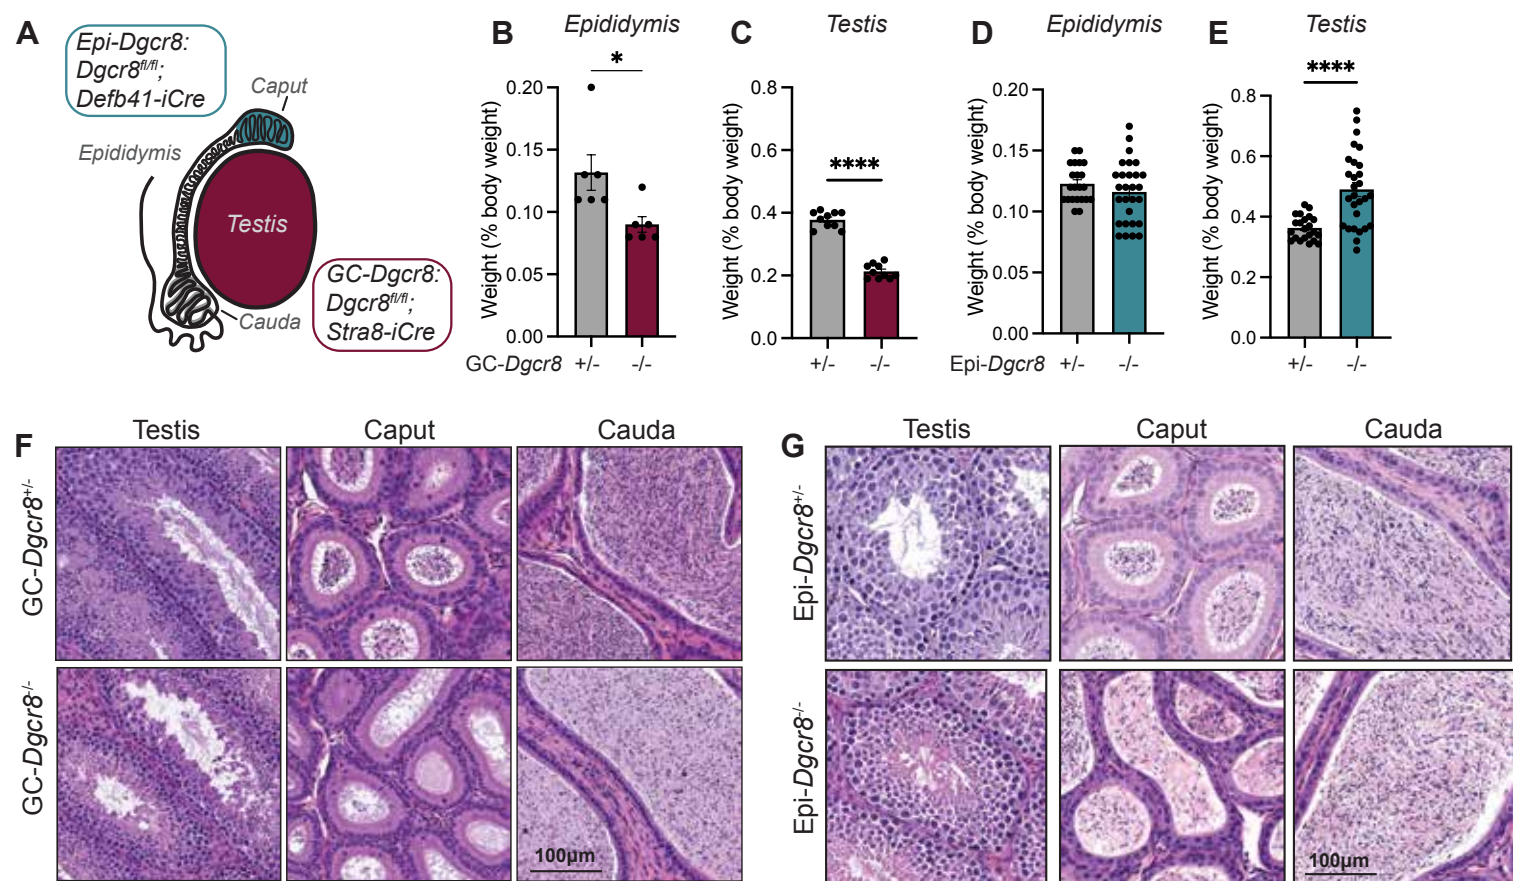 A
Epi-Dgcr8:
Dgcr8fl/fl;
Defb41-iCre
Caput
Epididymis
Testis
GC-Dgcr8:
Dgcr8fl/fl;
Stra8-iCre
Cauda
B
Epididymis
*
Weight (% body weight)
0.20
0.15
0.10
0.05
0.00
GC-Dgcr8 +/- -/-
C
Testis
****
Weight (% body weight)
0.8
0.6
0.4
0.2
0.0
+/- -/-
D
Epididymis
Weight (% body weight)
0.20
0.15
0.10
0.05
0.00
Epi-Dgcr8 +/- -/-
E
Testis
****
Weight (% body weight)
0.8
0.6
0.4
0.2
0.0
+/- -/-
F
Testis Caput Cauda
GC-Dgcr8+/-
GC-Dgcr8-/-
100µm
G
Testis Caput Cauda
Epi-Dgcr8+/-
Epi-Dgcr8-/-
100µm